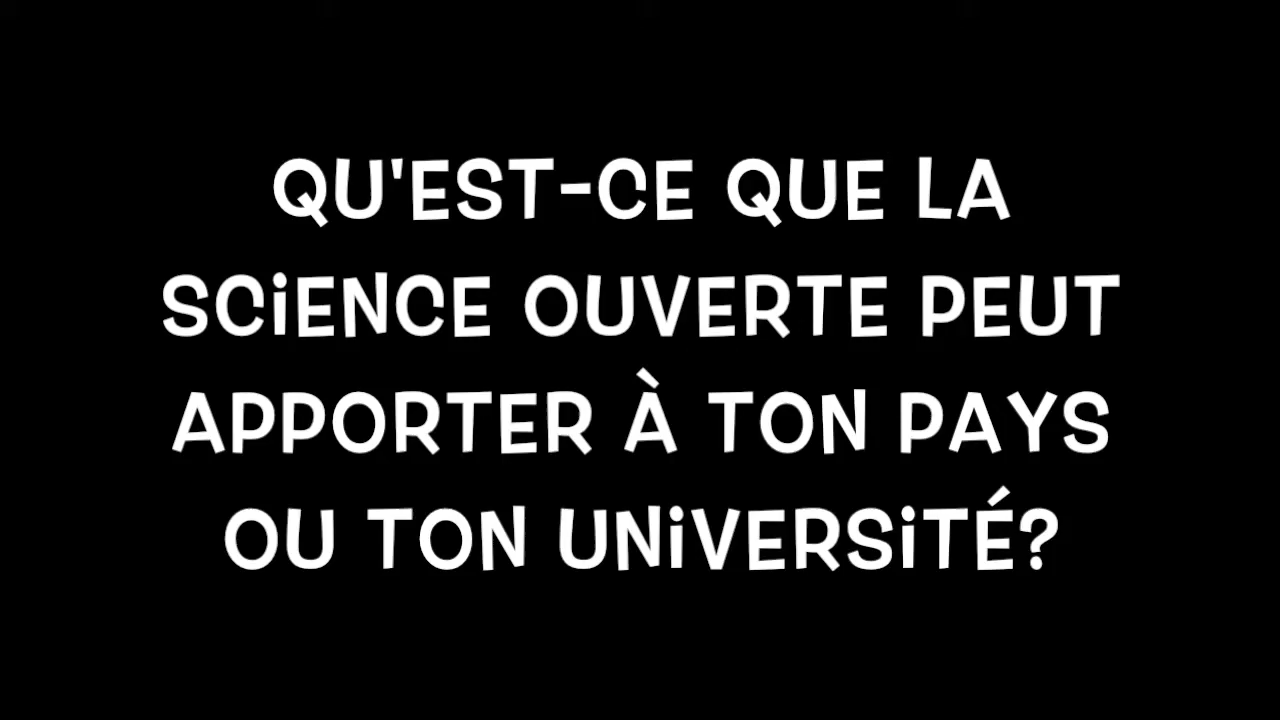 QU'EST-CE QUE LA
SCIENCE OUVERTE PEUT
APPORTER À TON PAYS
OU TON UNIVERSITÉ?